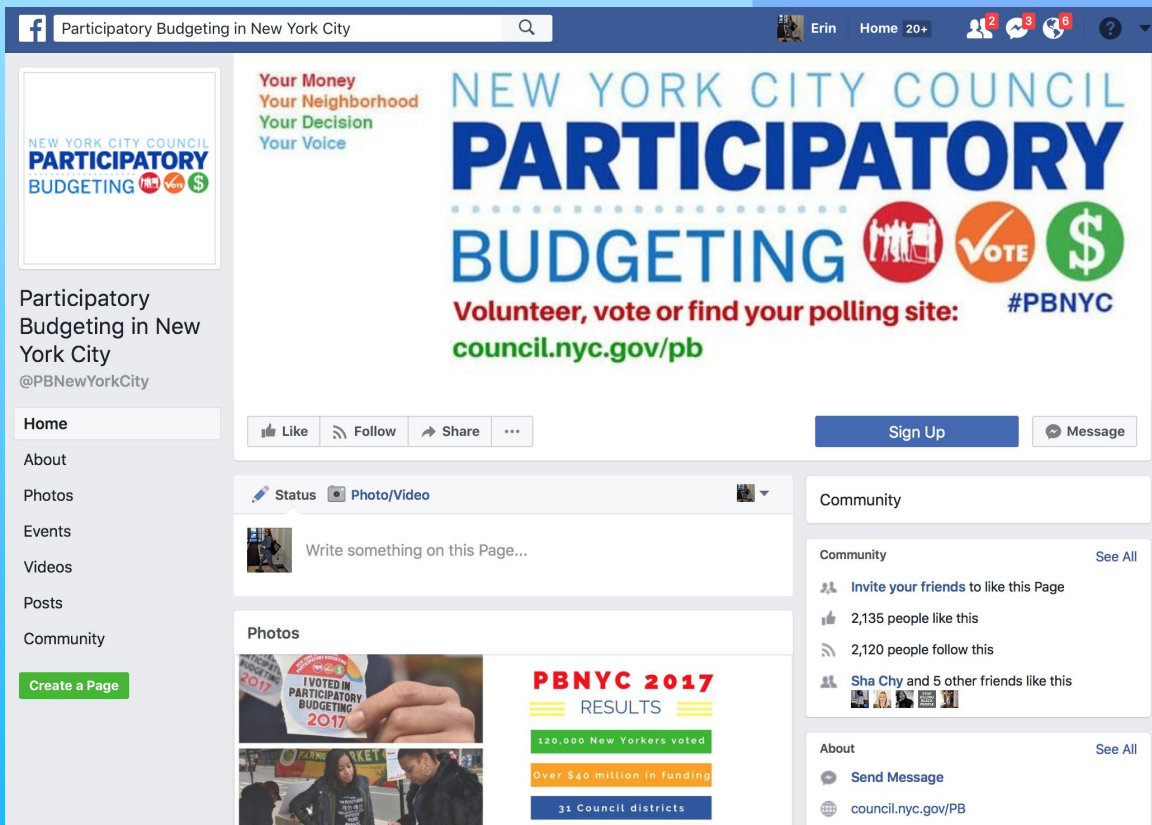 Participatory Budgeting in New York City
Erin
Home 20+
2
3
6
?
NEW YORK CITY COUNCIL
PARTICIPATORY
BUDGETING VOTE $
Participatory
Budgeting in New
York City
@PBNewYorkCity
Home
About
Photos
Events
Videos
Posts
Community
Create a Page
Your Money
Your Neighborhood
Your Decision
Your Voice
NEW YORK CITY COUNCIL
PARTICIPATORY
BUDGETING VOTE $
#PBNYC
Volunteer, vote or find your polling site:
council.nyc.gov/pb
Like
Follow
Share
...
Sign Up
Message
Status
Photo/Video
Write something on this Page...
Photos
2017
I VOTED IN
PARTICIPATORY
BUDGETING
2017
PBNYC 2017
RESULTS
120,000 New Yorkers voted
Over $40 million in funding
31 Council districts
Community
Community
See All
Invite your friends to like this Page
2,135 people like this
2,120 people follow this
Sha Chy and 5 other friends like this
STOP KILLING BLACK PEOPLE
About
See All
Send Message
council.nyc.gov/PB